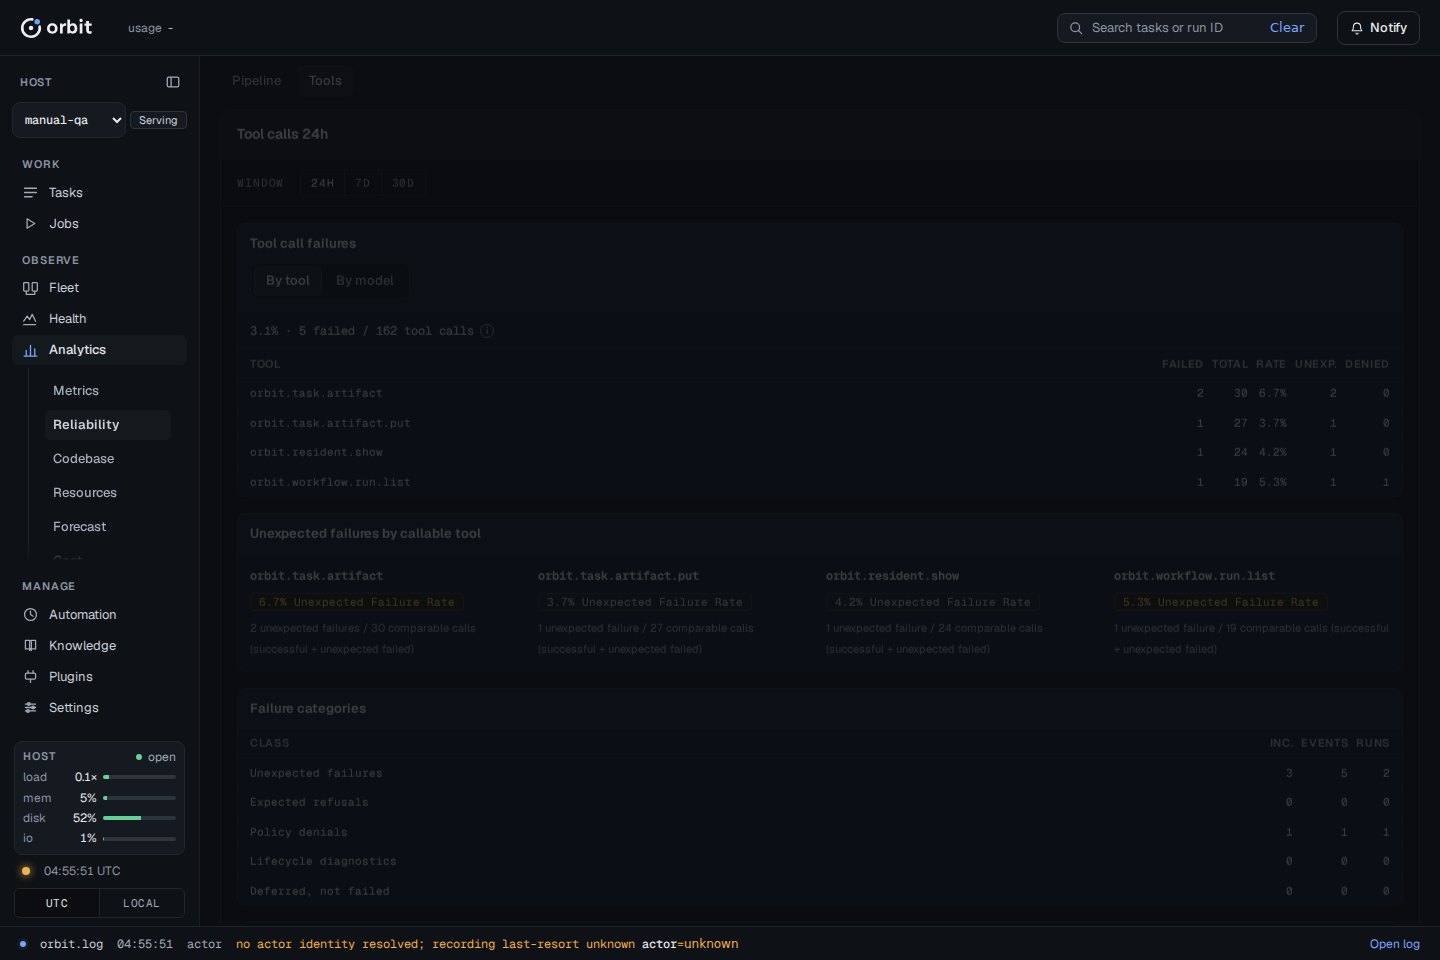 orbit
usage -
Search tasks or run ID
Clear
Notify
HOST
manual-qa
Serving
WORK
Tasks
Jobs
OBSERVE
Fleet
Health
Analytics
Metrics
Reliability
Codebase
Resources
Forecast
MANAGE
Automation
Knowledge
Plugins
Settings
HOST open
load 0.1×
mem 5%
disk 52%
io 1%
04:55:51 UTC
UTC LOCAL
Pipeline Tools
Tool calls 24h
WINDOW 24H 7D 30D
Tool call failures
By tool By model
3.1% · 5 failed / 162 tool calls
TOOL FAILED TOTAL RATE UNEXP. DENIED
orbit.task.artifact 2 30 6.7% 2 0
orbit.task.artifact.put 1 27 3.7% 1 0
orbit.resident.show 1 24 4.2% 1 0
orbit.workflow.run.list 1 19 5.3% 1 1
Unexpected failures by callable tool
orbit.task.artifact
6.7% Unexpected Failure Rate
2 unexpected failures / 30 comparable calls
(successful + unexpected failed)
orbit.task.artifact.put
3.7% Unexpected Failure Rate
1 unexpected failure / 27 comparable calls
(successful + unexpected failed)
orbit.resident.show
4.2% Unexpected Failure Rate
1 unexpected failure / 24 comparable calls
(successful + unexpected failed)
orbit.workflow.run.list
5.3% Unexpected Failure Rate
1 unexpected failure / 19 comparable calls (successful
+ unexpected failed)
Failure categories
CLASS INC. EVENTS RUNS
Unexpected failures 3 5 2
Expected refusals 0 0 0
Policy denials 1 1 1
Lifecycle diagnostics 0 0 0
Deferred, not failed 0 0 0
orbit.log 04:55:51 actor no actor identity resolved; recording last-resort unknown actor=unknown
Open log